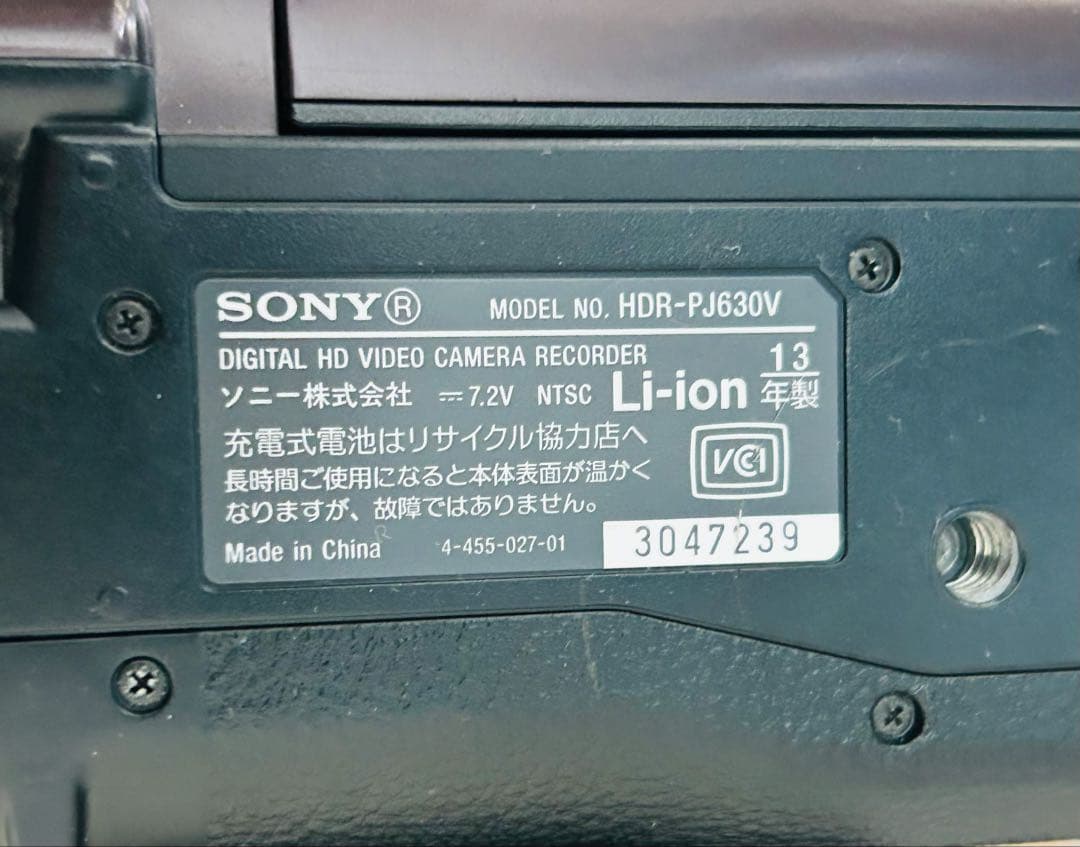 SONY® MODEL NO. HDR-PJ630V
DIGITAL HD VIDEO CAMERA RECORDER 13
ソニー株式会社 ⎓7.2V NTSC Li-ion 年製
充電式電池はリサイクル協力店へ
長時間ご使用になると本体表面が温かく
なりますが、故障ではありません。
VCCI
Made in China 4-455-027-01 3047239